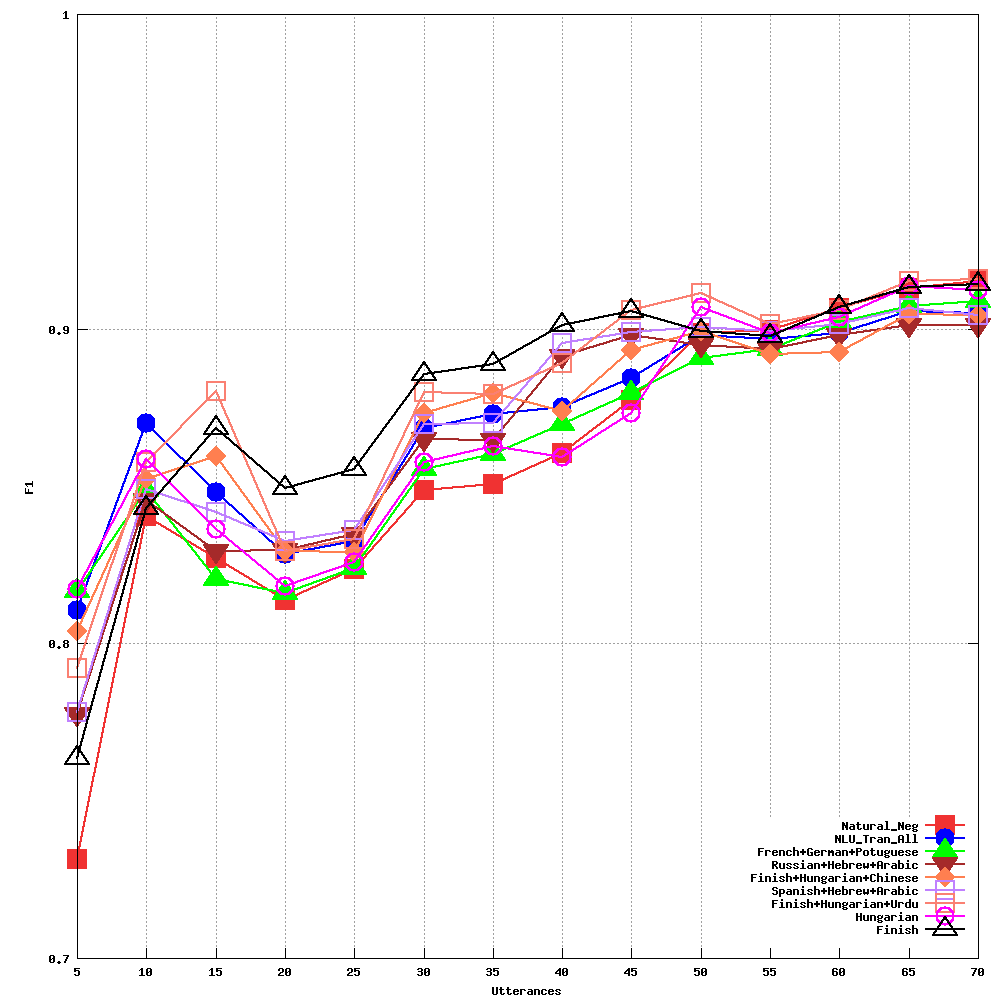 1
0.9
F1
0.8
0.7
Natural_Neg
NLU_Tran_All
French+German+Potuguese
Russian+Hebrew+Arabic
Finish+Hungarian+Chinese
Spanish+Hebrew+Arabic
Finish+Hungarian+Urdu
Hungarian
Finish
5 10 15 20 25 30 35 40 45 50 55 60 65 70
Utterances